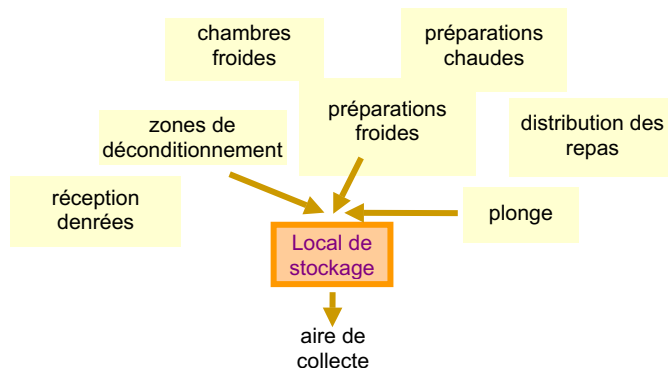 chambres
froides
préparations
chaudes
préparations
froides
zones de
déconditionnement
distribution des
repas
réception
denrées
plonge
Local de
stockage
aire de
collecte